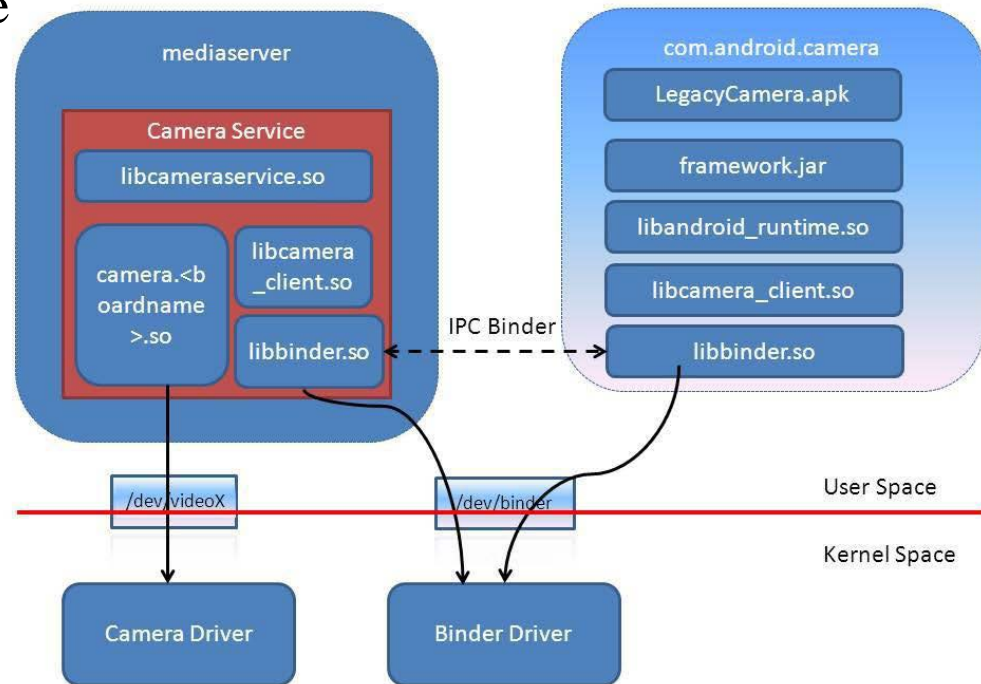 e
mediaserver
Camera Service
libcameraservice.so
camera.<b
oardname
>.so
libcamera
_client.so
libbinder.so
IPC Binder
com.android.camera
LegacyCamera.apk
framework.jar
libandroid_runtime.so
libcamera_client.so
libbinder.so
/dev/videoX
/dev/binder
User Space
Kernel Space
Camera Driver
Binder Driver